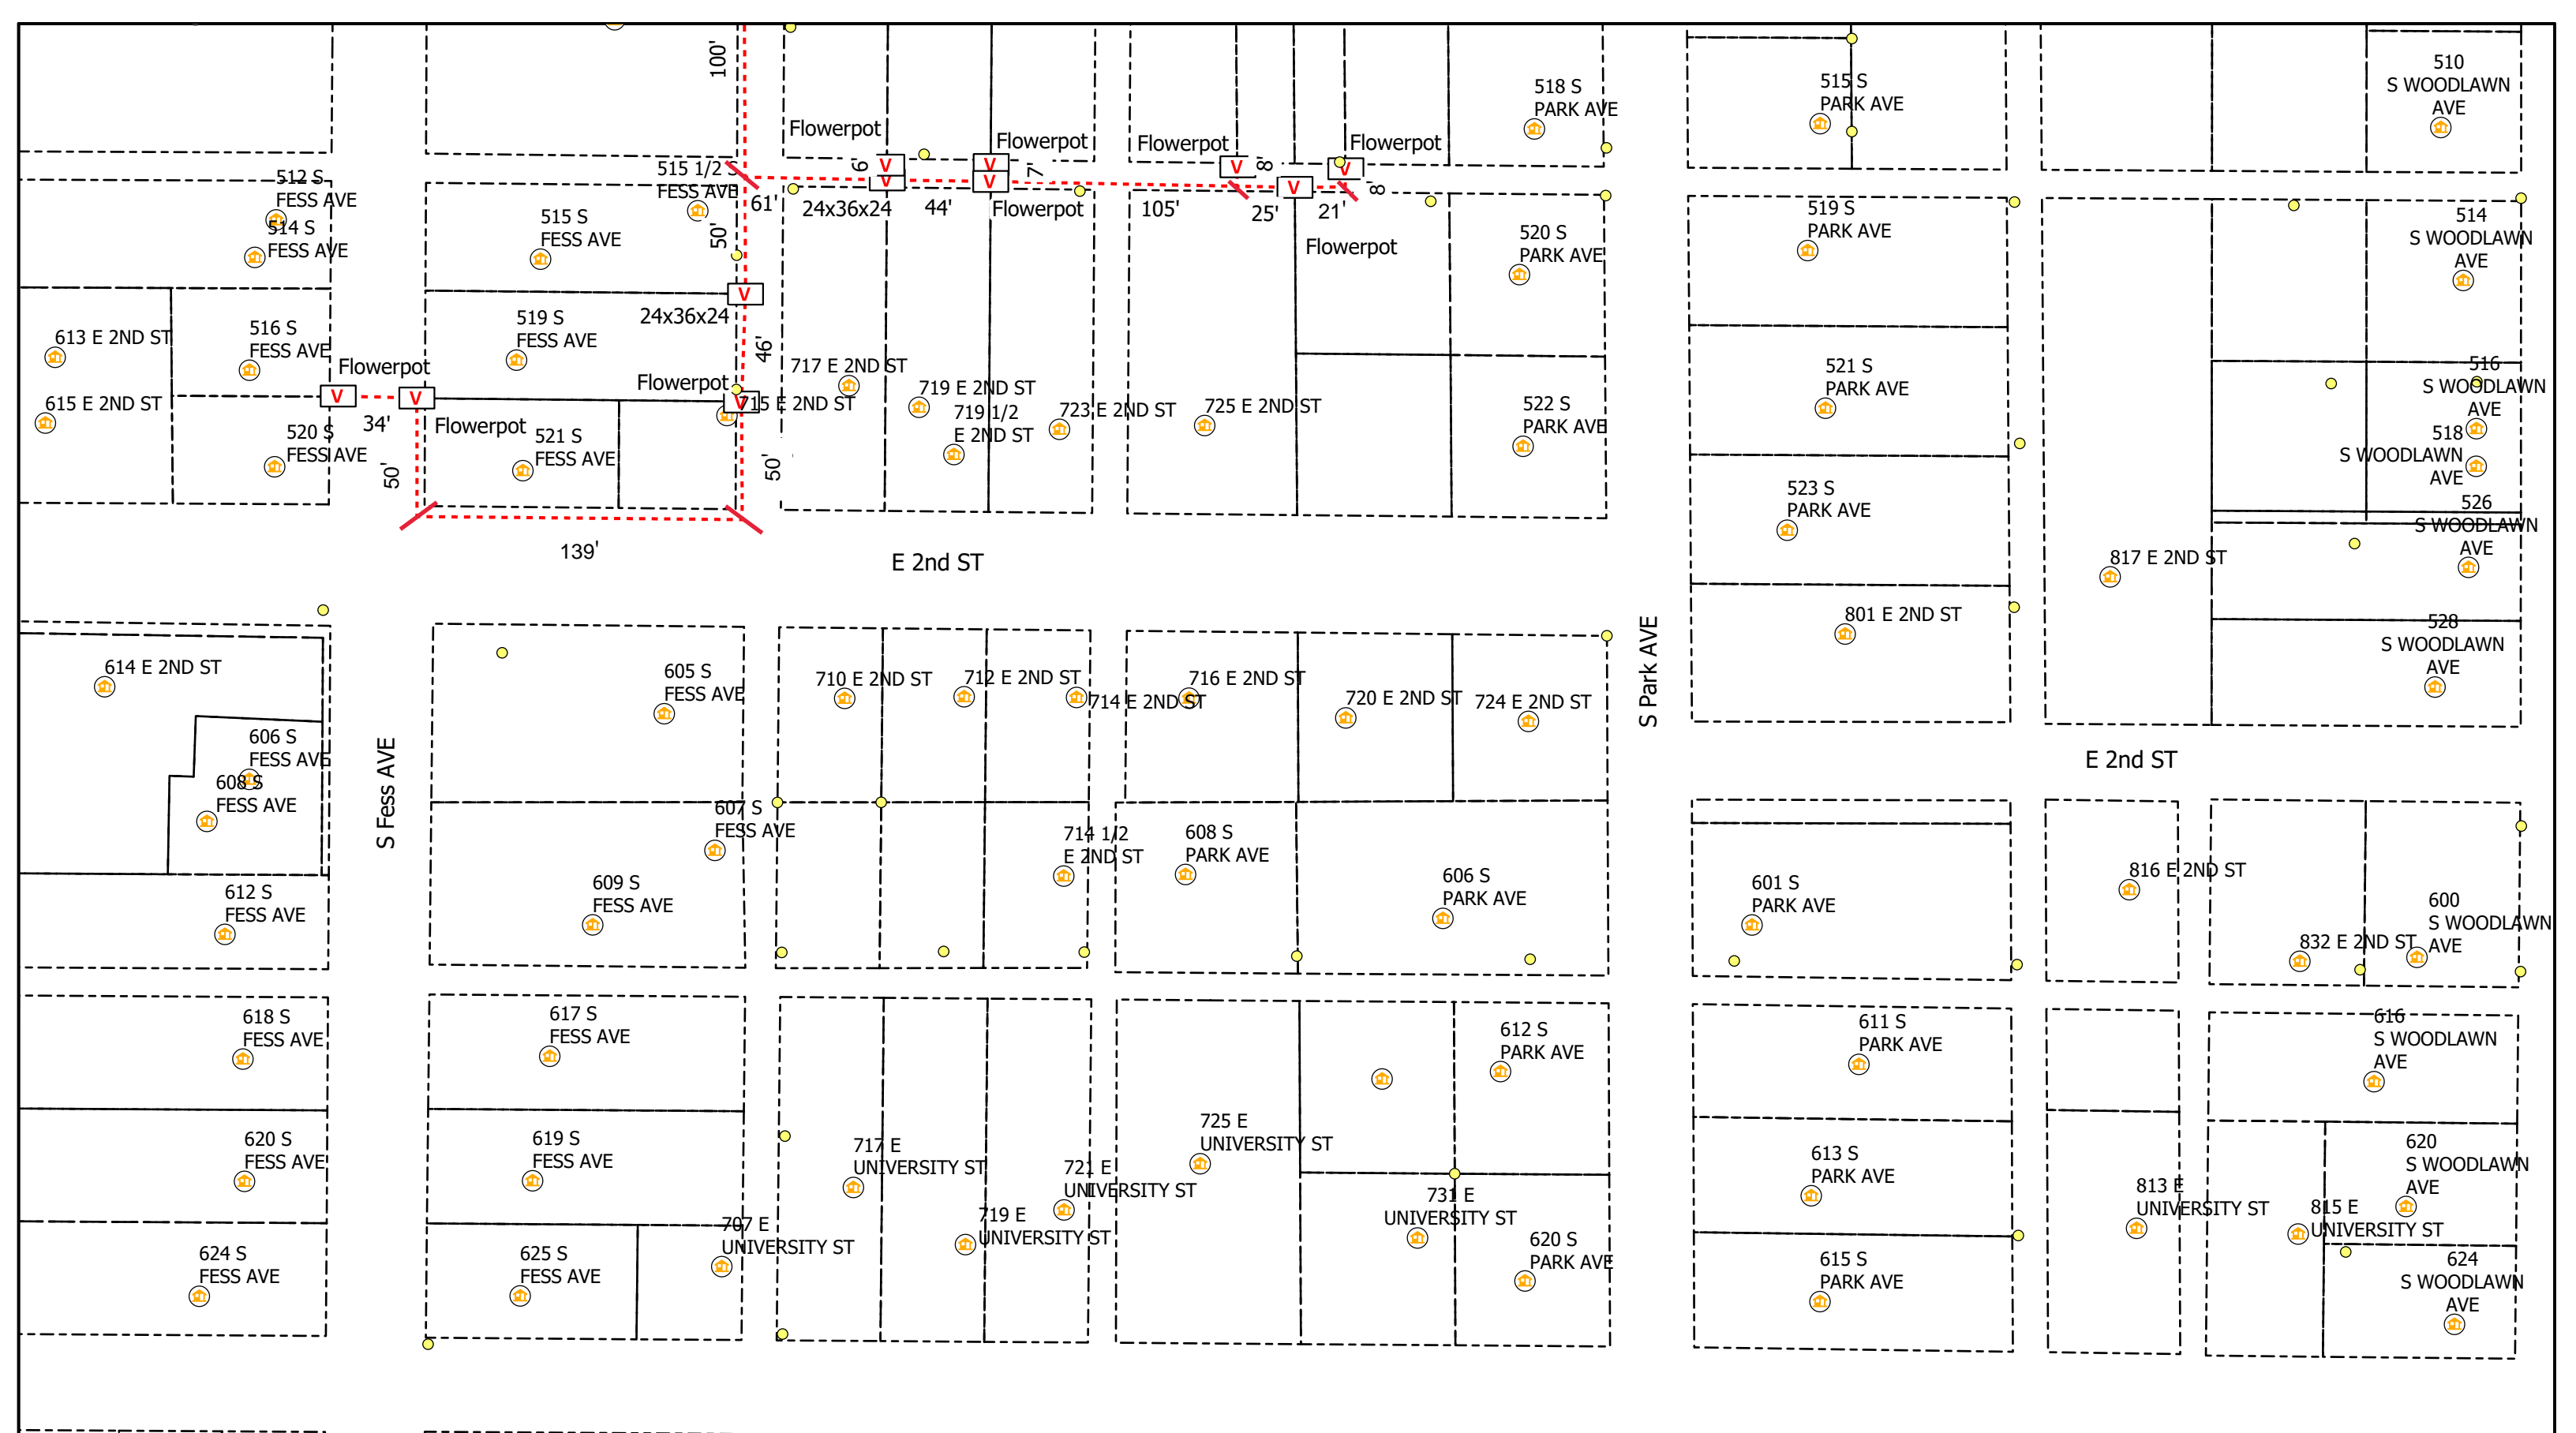 100'
Flowerpot
Flowerpot
Flowerpot
Flowerpot
518 S
PARK AVE
515 S
PARK AVE
510
S WOODLAWN
AVE
V
V
V
V
V
V
V
6'
7'
8'
8'
512 S
FESS AVE
514 S
FESS AVE
515 1/2 S
FESS AVE
515 S
FESS AVE
61'
50'
24x36x24
44'
Flowerpot
105'
25'
21'
Flowerpot
520 S
PARK AVE
519 S
PARK AVE
514
S WOODLAWN
AVE
V
24x36x24
46'
613 E 2ND ST
516 S
FESS AVE
Flowerpot
519 S
FESS AVE
Flowerpot
717 E 2ND ST
719 E 2ND ST
719 1/2
E 2ND ST
723 E 2ND ST
725 E 2ND ST
522 S
PARK AVE
521 S
PARK AVE
516
S WOODLAWN
AVE
518
S WOODLAWN
AVE
615 E 2ND ST
V
V
V
715 E 2ND ST
34'
Flowerpot
520 S
FESS AVE
50'
521 S
FESS AVE
50'
523 S
PARK AVE
526
S WOODLAWN
AVE
139'
E 2nd ST
817 E 2ND ST
614 E 2ND ST
605 S
FESS AVE
710 E 2ND ST
712 E 2ND ST
714 E 2ND ST
716 E 2ND ST
720 E 2ND ST
724 E 2ND ST
S Park AVE
801 E 2ND ST
528
S WOODLAWN
AVE
606 S
FESS AVE
608 S
FESS AVE
S Fess AVE
E 2nd ST
607 S
FESS AVE
714 1/2
E 2ND ST
608 S
PARK AVE
606 S
PARK AVE
601 S
PARK AVE
816 E 2ND ST
612 S
FESS AVE
609 S
FESS AVE
832 E 2ND ST
600
S WOODLAWN
AVE
618 S
FESS AVE
617 S
FESS AVE
612 S
PARK AVE
611 S
PARK AVE
616
S WOODLAWN
AVE
620 S
FESS AVE
619 S
FESS AVE
717 E
UNIVERSITY ST
721 E
UNIVERSITY ST
725 E
UNIVERSITY ST
613 S
PARK AVE
813 E
UNIVERSITY ST
620
S WOODLAWN
AVE
624 S
FESS AVE
625 S
FESS AVE
707 E
UNIVERSITY ST
719 E
UNIVERSITY ST
731 E
UNIVERSITY ST
620 S
PARK AVE
615 S
PARK AVE
815 E
UNIVERSITY ST
624
S WOODLAWN
AVE